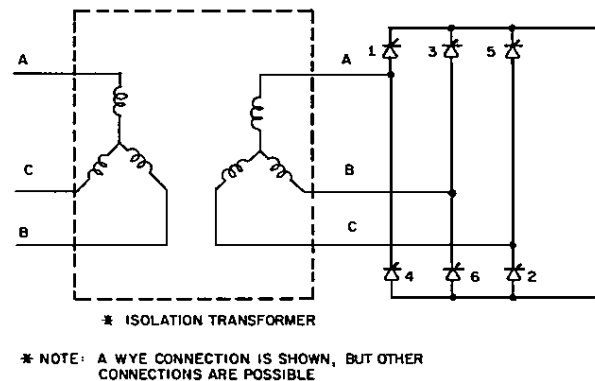 1
3
5
A
A
C
B
B
C
4
6
2
* ISOLATION TRANSFORMER
* NOTE: A WYE CONNECTION IS SHOWN, BUT OTHER
CONNECTIONS ARE POSSIBLE